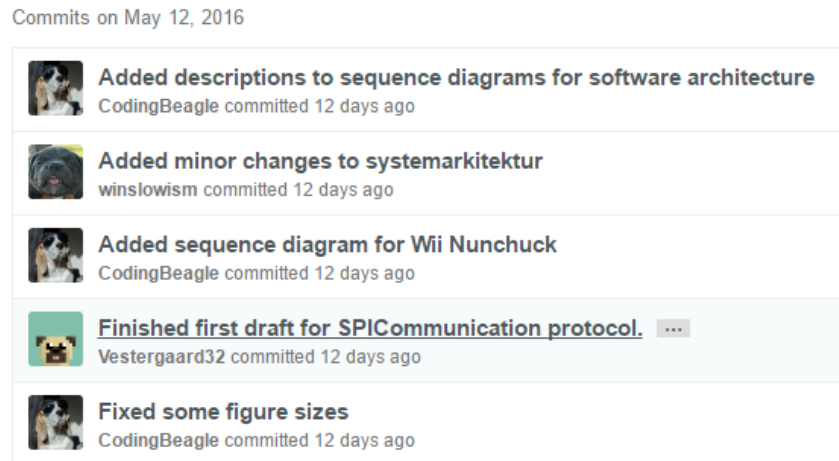 Commits on May 12, 2016
Added descriptions to sequence diagrams for software architecture
CodingBeagle committed 12 days ago
Added minor changes to systemarkitektur
winslowism committed 12 days ago
Added sequence diagram for Wii Nunchuck
CodingBeagle committed 12 days ago
Finished first draft for SPICommunication protocol. ...
Vestergaard32 committed 12 days ago
Fixed some figure sizes
CodingBeagle committed 12 days ago